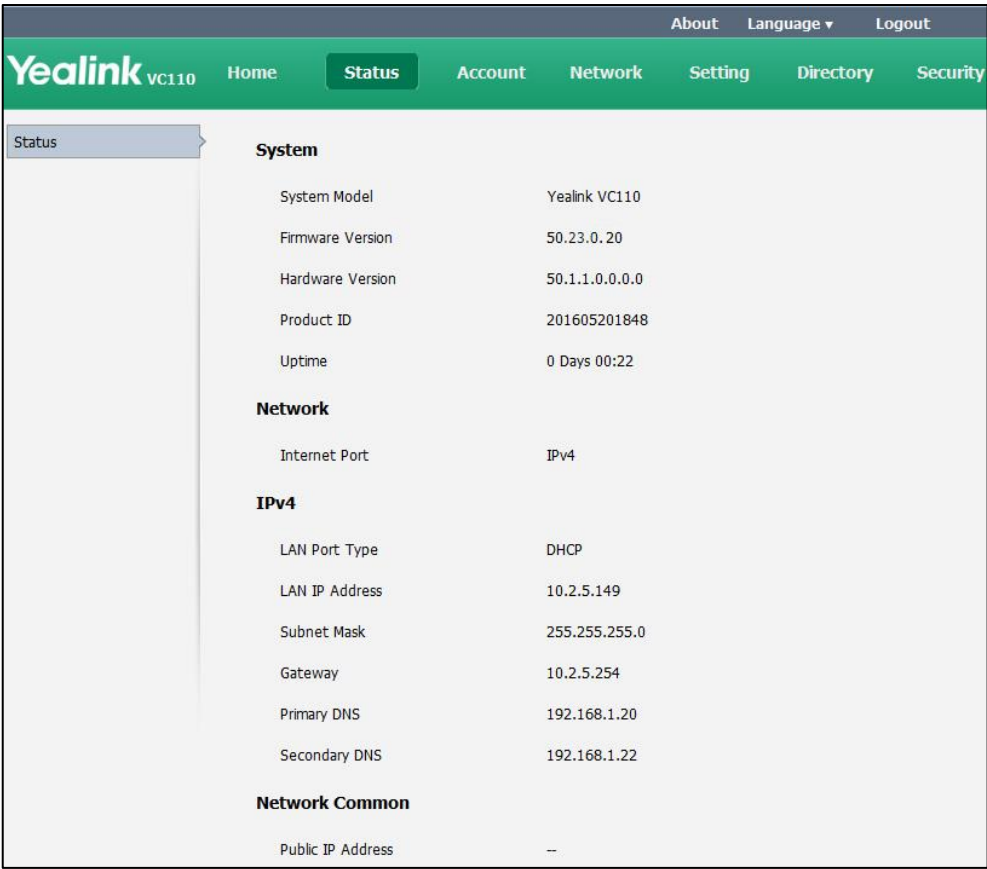 About Language ▾ Logout
Yealink VC110 Home Status Account Network Setting Directory Security
Status
System
System Model Yealink VC110
Firmware Version 50.23.0.20
Hardware Version 50.1.1.0.0.0.0
Product ID 201605201848
Uptime 0 Days 00:22
Network
Internet Port IPv4
IPv4
LAN Port Type DHCP
LAN IP Address 10.2.5.149
Subnet Mask 255.255.255.0
Gateway 10.2.5.254
Primary DNS 192.168.1.20
Secondary DNS 192.168.1.22
Network Common
Public IP Address --